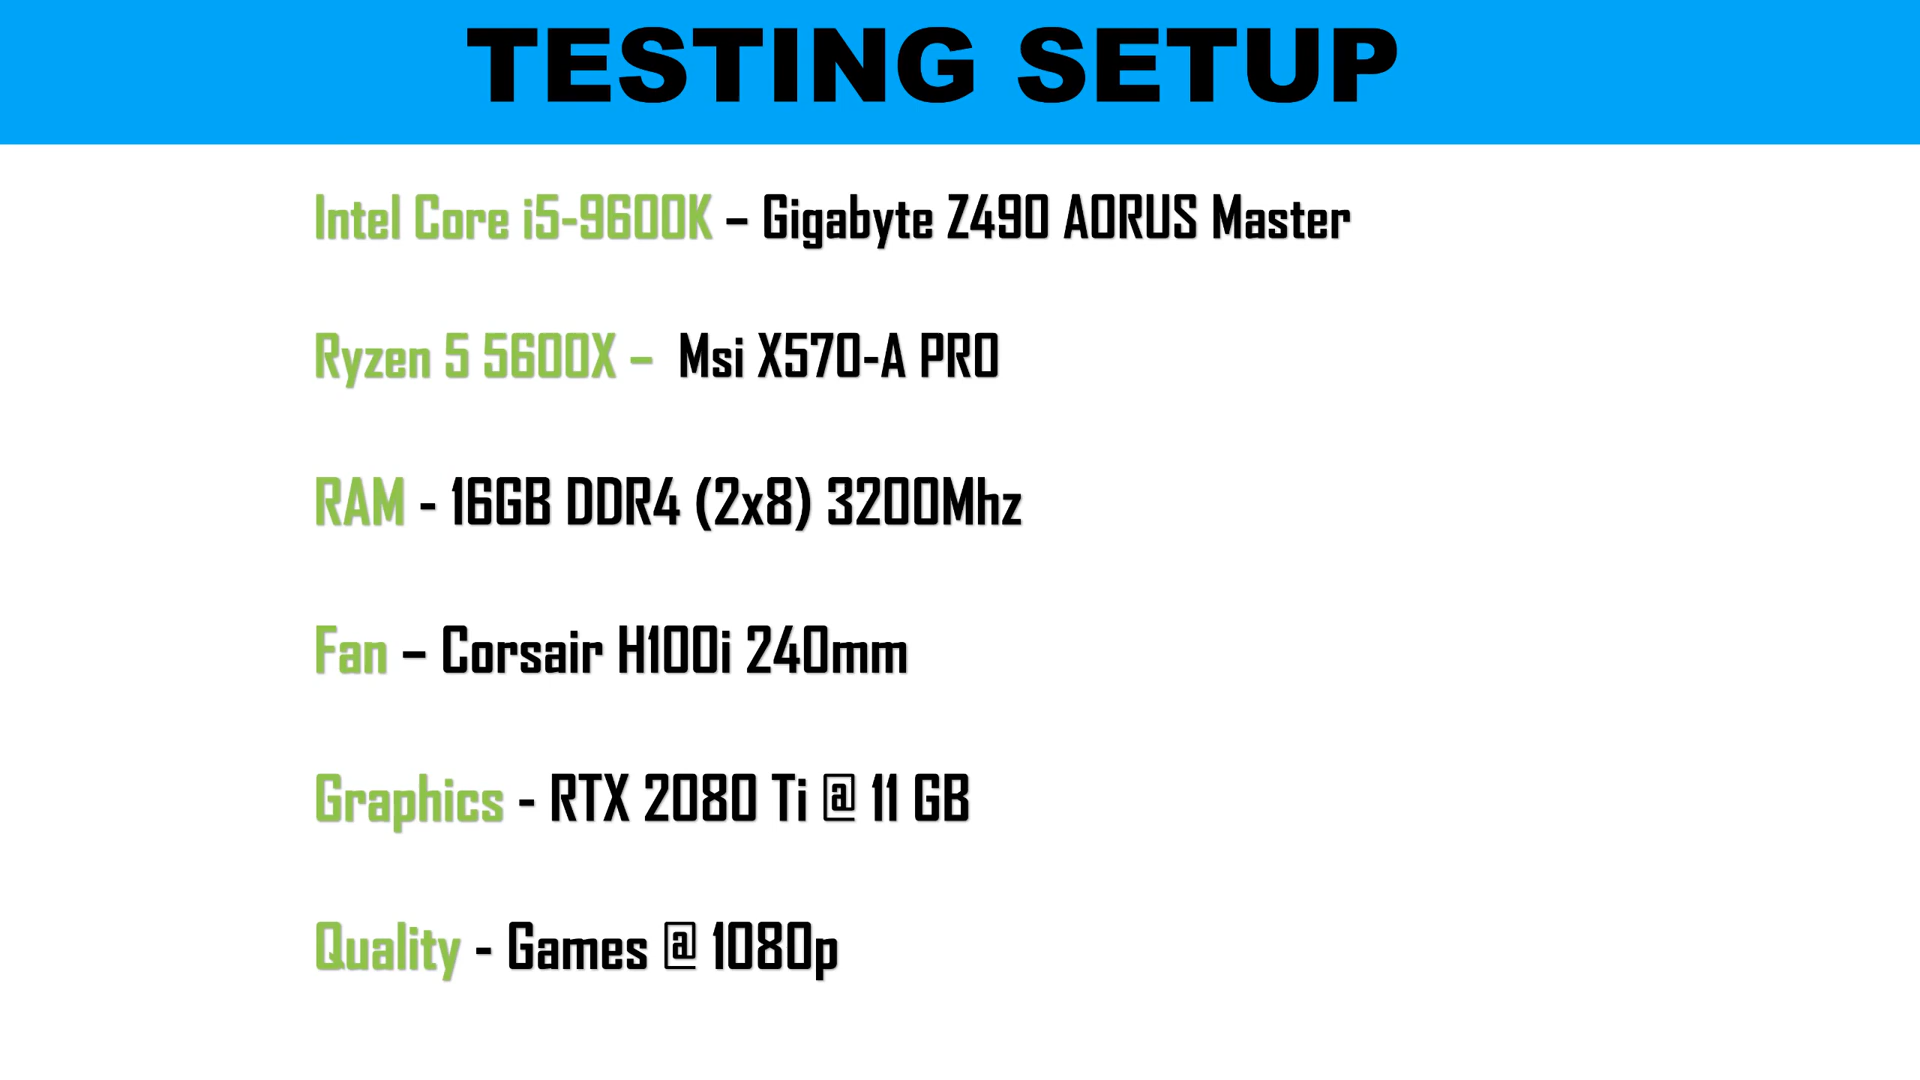 TESTING SETUP
Intel Core i5-9600K – Gigabyte Z490 AORUS Master
Ryzen 5 5600X – Msi X570-A PRO
RAM - 16GB DDR4 (2x8) 3200Mhz
Fan – Corsair H100i 240mm
Graphics - RTX 2080 Ti @ 11 GB
Quality - Games @ 1080p